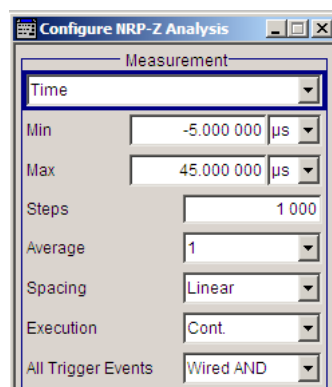 Configure NRP-Z Analysis
Measurement
Time
Min -5.000 000 µs
Max 45.000 000 µs
Steps 1 000
Average 1
Spacing Linear
Execution Cont.
All Trigger Events Wired AND